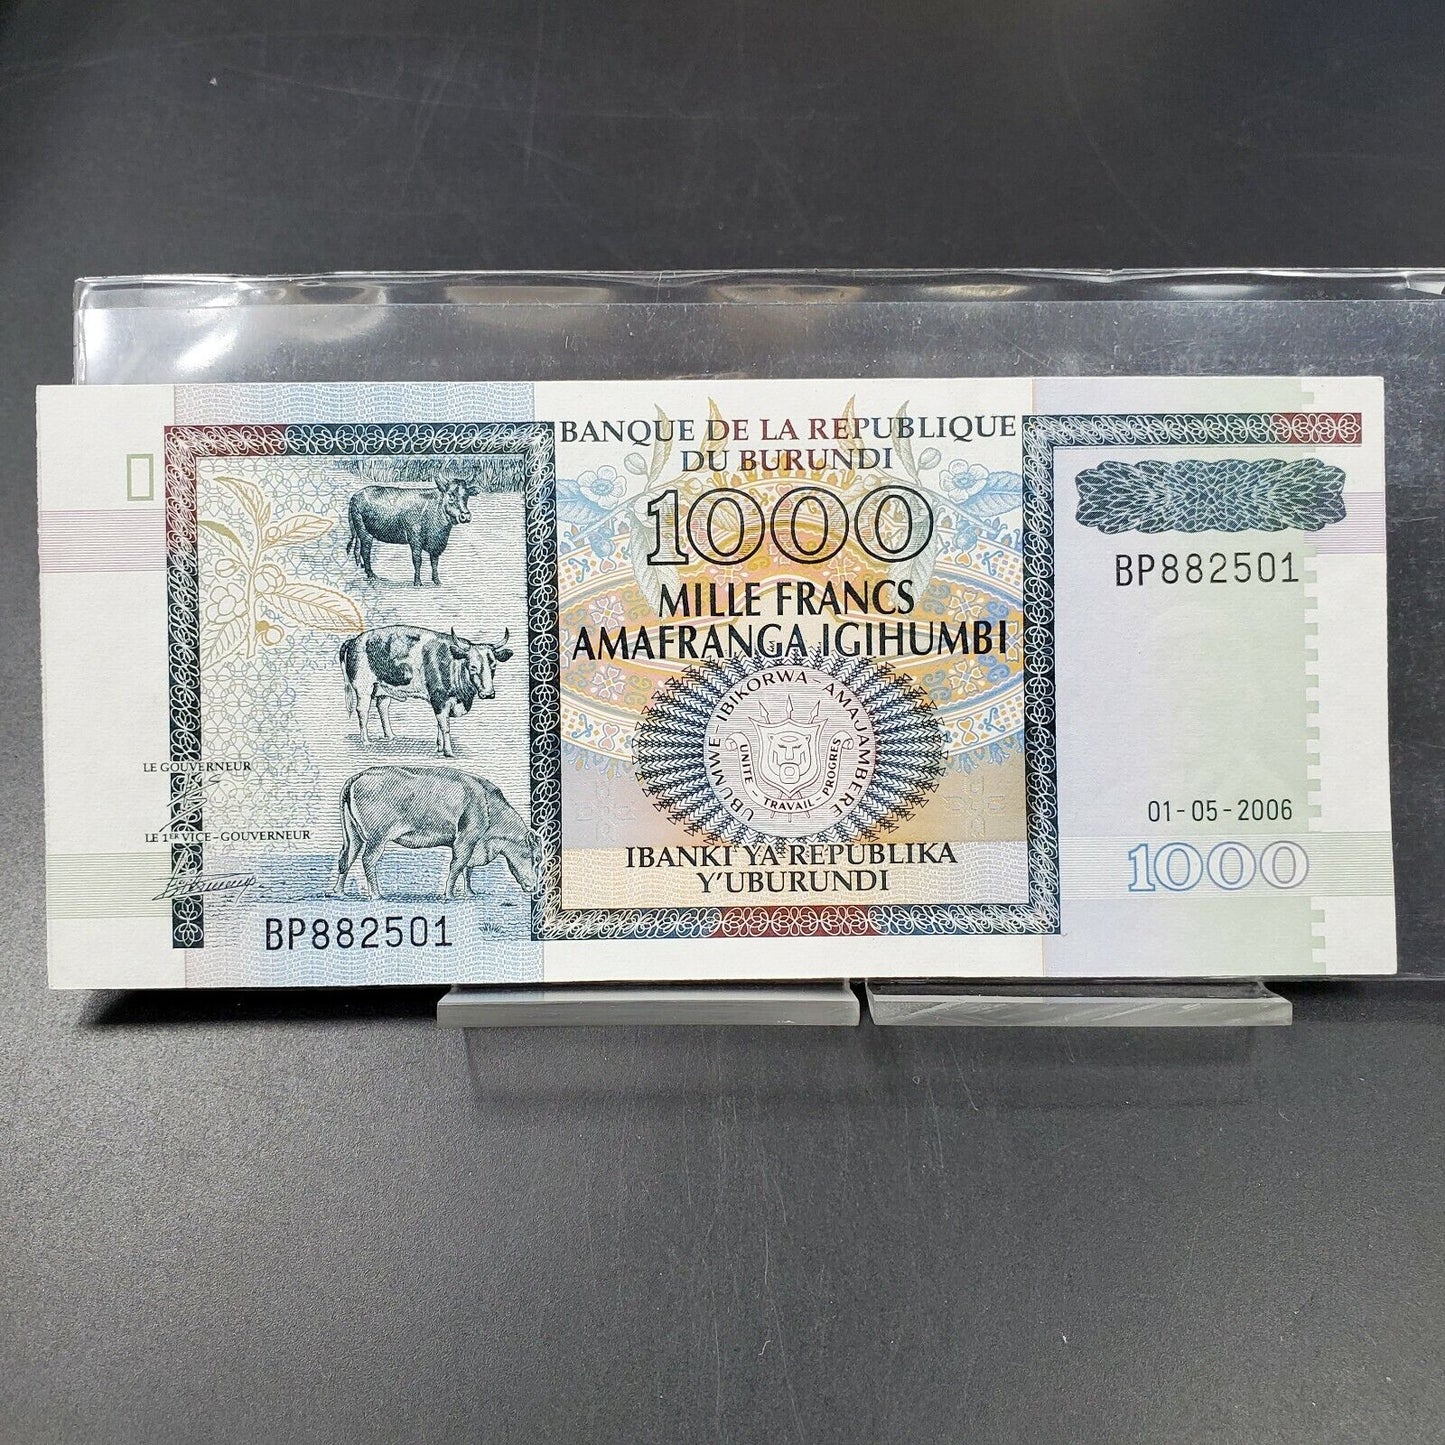 BANQUE DE LA REPUBLIQUE
DU BURUNDI
1000
MILLE FRANCS
AMAFRANGA IGIHUMBI
UBUMWE-IBIKORWA-AMAJAMBERE
UNITE - TRAVAIL - PROGRES
IBANKI YA REPUBLIKA
Y'UBURUNDI
LE GOUVERNEUR
LE 1ER VICE-GOUVERNEUR
BP882501
BP882501
01-05-2006
1000